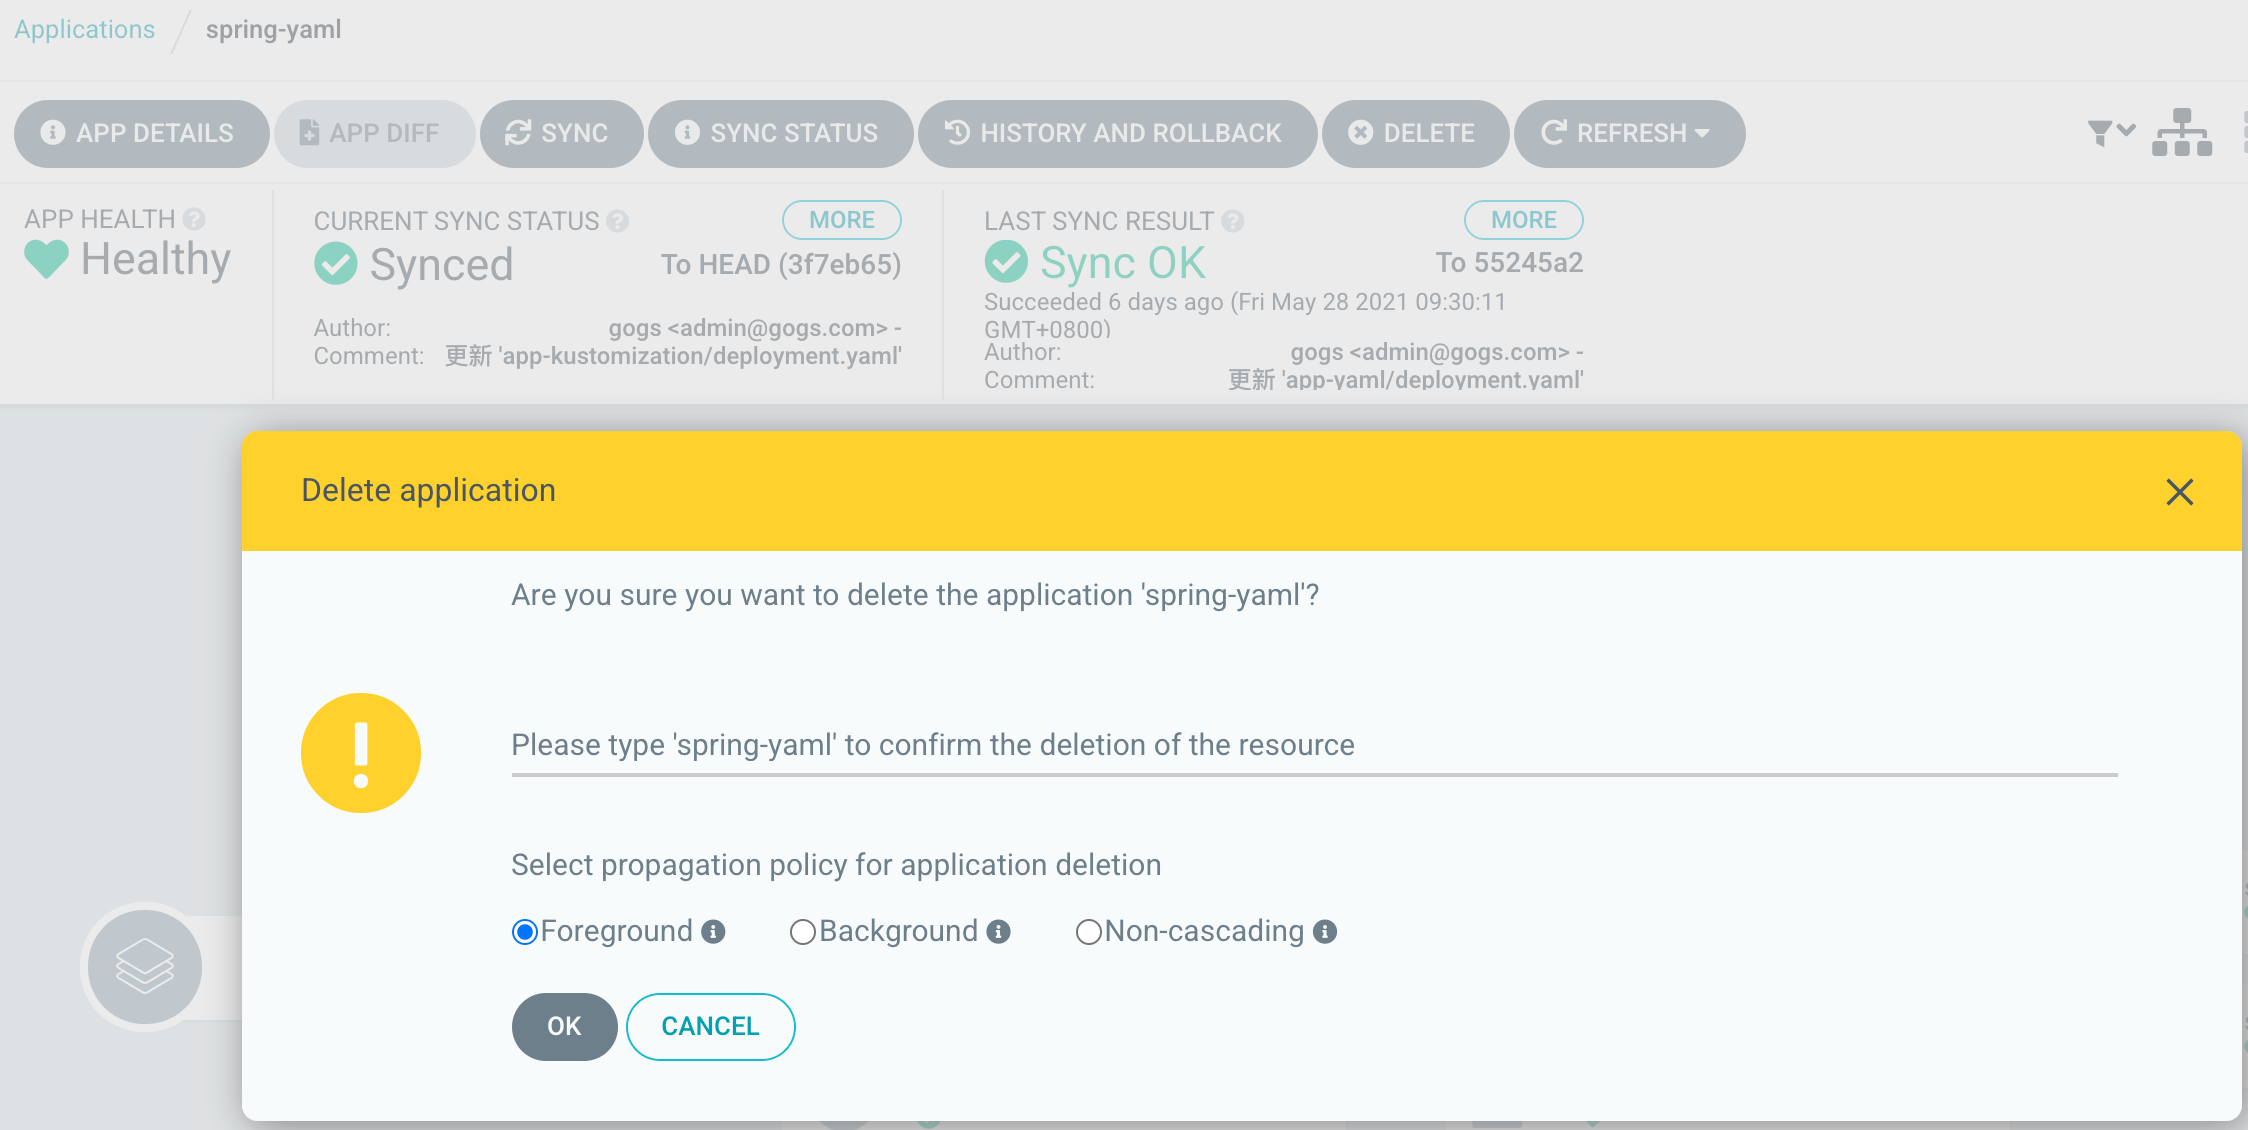 Applications / spring-yaml
APP DETAILS APP DIFF SYNC SYNC STATUS HISTORY AND ROLLBACK DELETE REFRESH
APP HEALTH
Healthy
CURRENT SYNC STATUS MORE
Synced To HEAD (3f7eb65)
Author: gogs <admin@gogs.com> -
Comment: 更新 'app-kustomization/deployment.yaml'
LAST SYNC RESULT MORE
Sync OK To 55245a2
Succeeded 6 days ago (Fri May 28 2021 09:30:11
GMT+0800)
Author: gogs <admin@gogs.com> -
Comment: 更新 'app-yaml/deployment.yaml'
Delete application
Are you sure you want to delete the application 'spring-yaml'?
Please type 'spring-yaml' to confirm the deletion of the resource
Select propagation policy for application deletion
Foreground Background Non-cascading
OK CANCEL